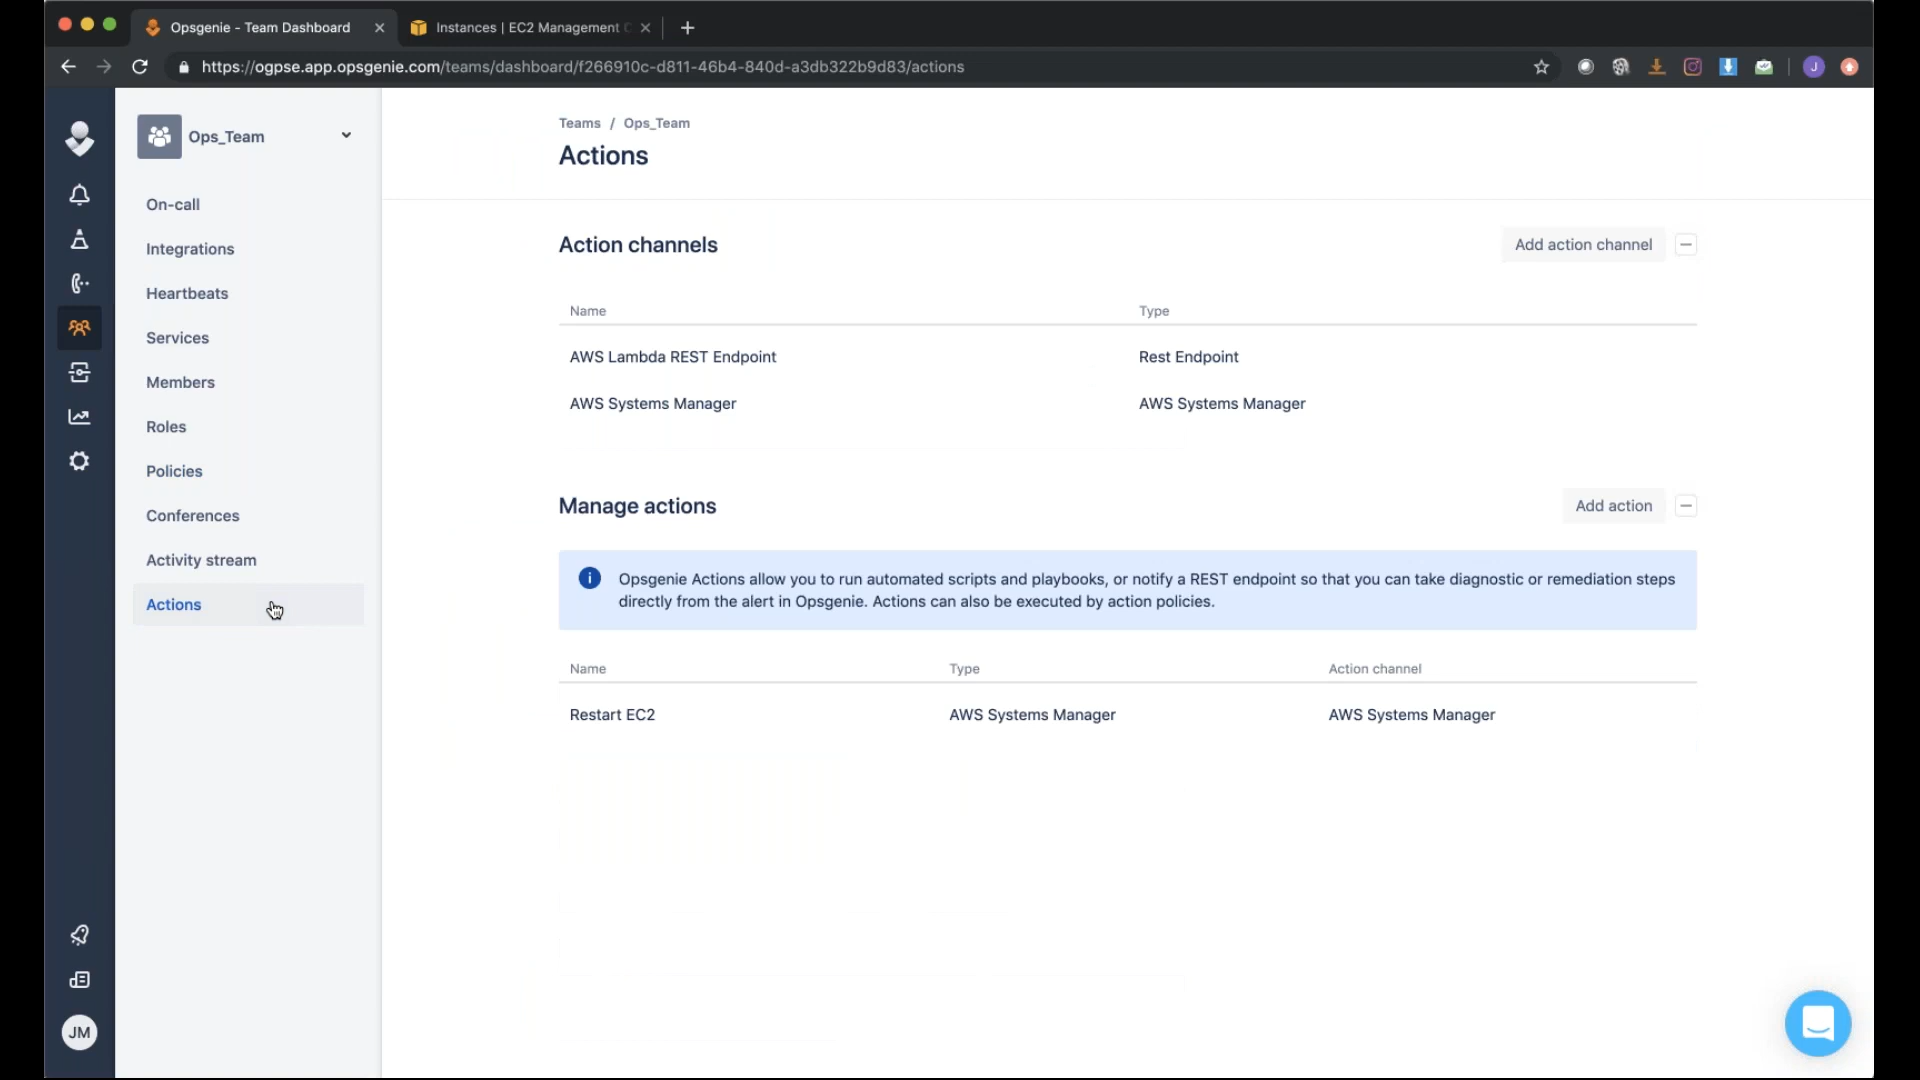 Opsgenie - Team Dashboard
Instances | EC2 Management
https://ogpse.app.opsgenie.com/teams/dashboard/f266910c-d811-46b4-840d-a3db322b9d83/actions
J
Ops_Team
On-call
Integrations
Heartbeats
Services
Members
Roles
Policies
Conferences
Activity stream
Actions
JM
Teams / Ops_Team
Actions
Action channels
Add action channel
Name Type
AWS Lambda REST Endpoint Rest Endpoint
AWS Systems Manager AWS Systems Manager
Manage actions
Add action
Opsgenie Actions allow you to run automated scripts and playbooks, or notify a REST endpoint so that you can take diagnostic or remediation steps
directly from the alert in Opsgenie. Actions can also be executed by action policies.
Name Type Action channel
Restart EC2 AWS Systems Manager AWS Systems Manager